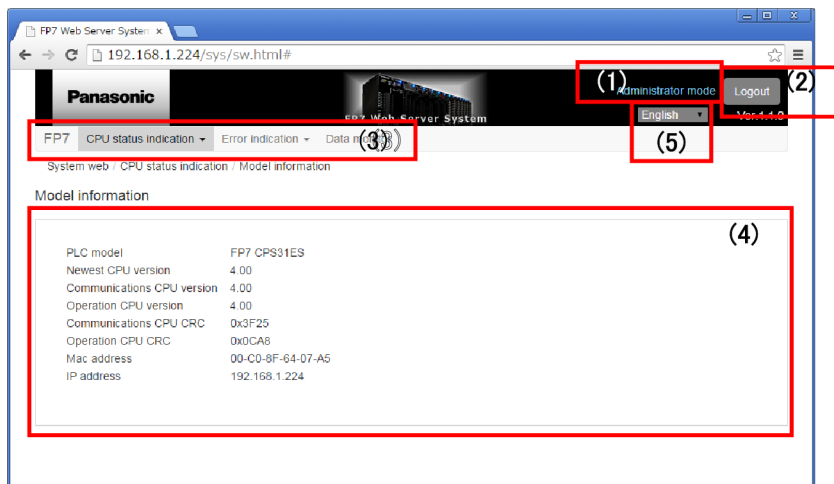 FP7 Web Server System ×
192.168.1.224/sys/sw.html#
Panasonic
FP7 Web Server System
(1)
Administrator mode
Logout
(2)
English
Ver.1.1.0
FP7 CPU status indication Error indication Data
(3)
(5)
System web / CPU status indication / Model information
Model information
(4)
PLC model FP7 CPS31ES
Newest CPU version 4.00
Communications CPU version 4.00
Operation CPU version 4.00
Communications CPU CRC 0x3F25
Operation CPU CRC 0x0CA8
Mac address 00-C0-8F-64-07-A5
IP address 192.168.1.224